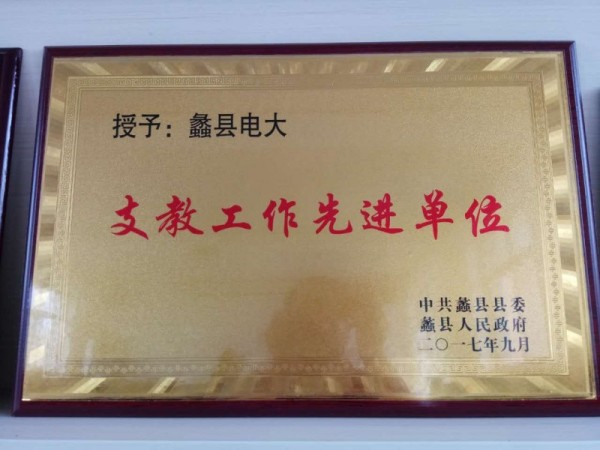 授予：蠡县电大
支教工作先进单位
中共蠡县县委
蠡县人民政府
二〇一七年九月